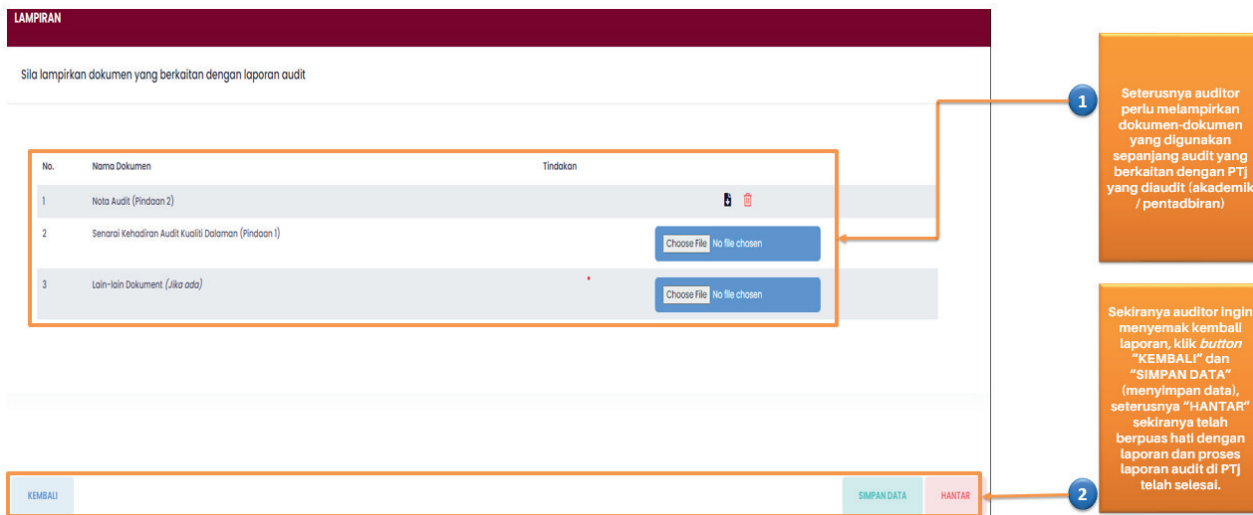 LAMPIRAN
Sila lampirkan dokumen yang berkaitan dengan laporan audit
No. Nama Dokumen Tindakan
1 Nota Audit (Pindaan 2)
2 Senarai Kehadiran Audit Kualiti Dalaman (Pindaan 1) Choose File No file chosen
3 Lain-lain Dokument (Jika ada) * Choose File No file chosen
KEMBALI SIMPAN DATA HANTAR
1
Seterusnya auditor
perlu melampirkan
dokumen-dokumen
yang digunakan
sepanjang audit yang
berkaitan dengan PTj
yang diaudit (akademik
/ pentadbiran)
2
Sekiranya auditor ingin
menyemak kembali
laporan, klik button
"KEMBALI" dan
"SIMPAN DATA"
(menyimpan data),
seterusnya "HANTAR"
sekiranya telah
berpuas hati dengan
laporan dan proses
laporan audit di PTj
telah selesai.